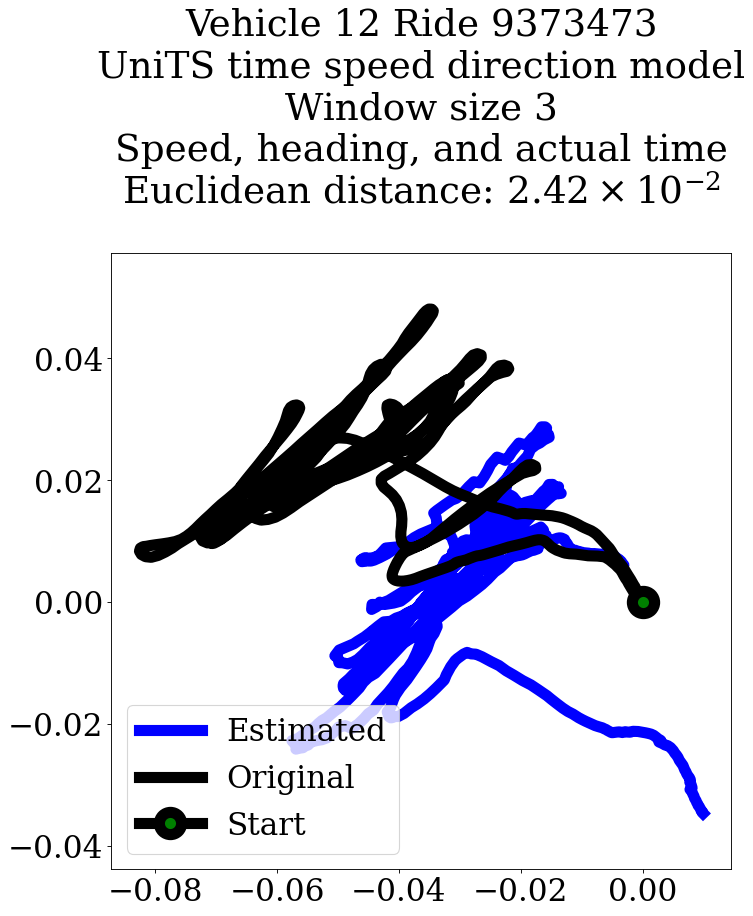 Vehicle 12 Ride 9373473
UniTS time speed direction model
Window size 3
Speed, heading, and actual time
Euclidean distance: 2.42 × 10⁻²
0.04
0.02
0.00
−0.02
−0.04
Estimated
Original
Start
−0.08 −0.06 −0.04 −0.02 0.00